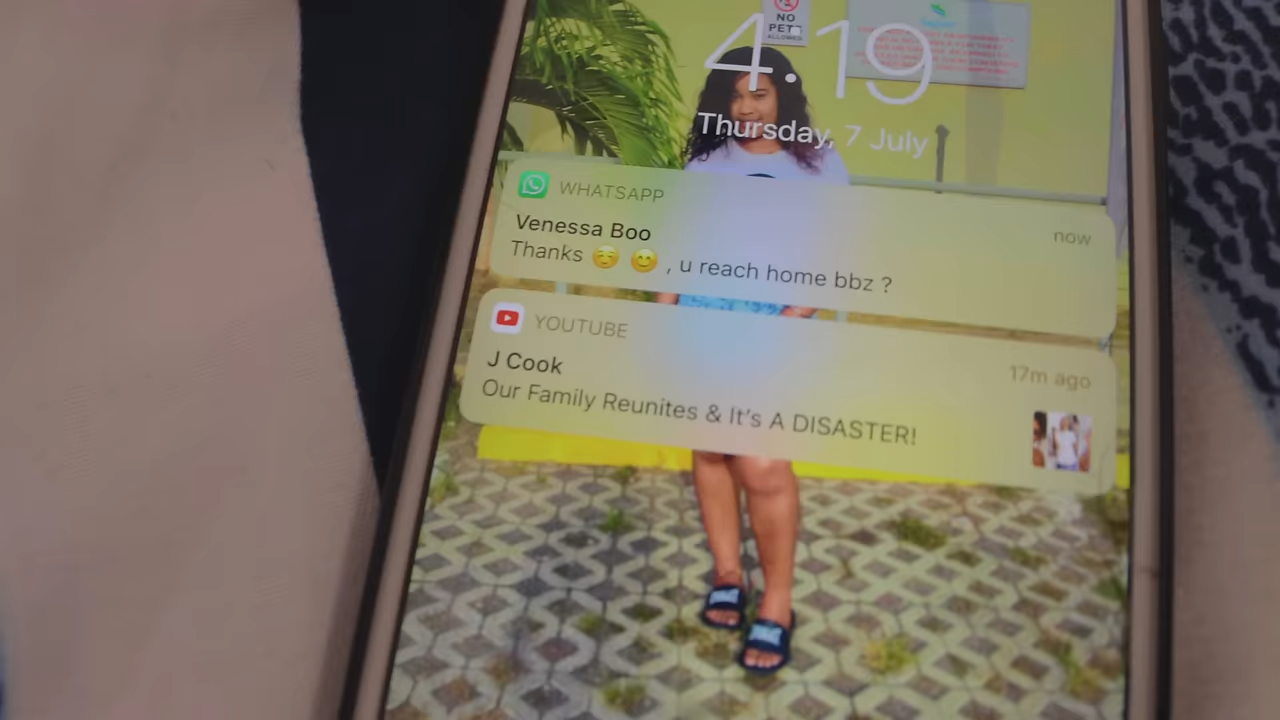 NO
PETS
ALLOWED
4:19
Thursday, 7 July
WHATSAPP
Venessa Boo
now
Thanks ☺️ 😊 , u reach home bbz ?
YOUTUBE
J Cook
17m ago
Our Family Reunites & It's A DISASTER!